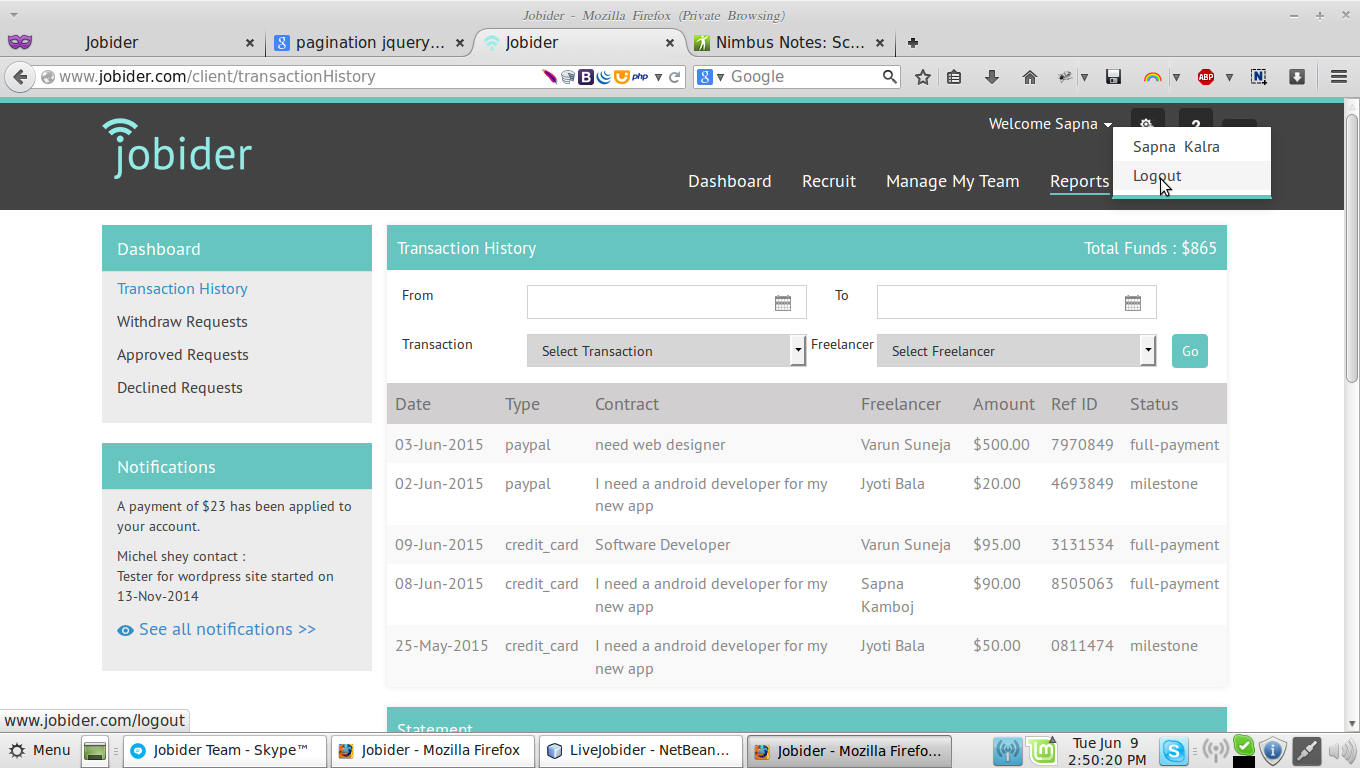 Jobider - Mozilla Firefox (Private Browsing)
Jobider
pagination jquery...
Jobider
Nimbus Notes: Sc...
www.jobider.com/client/transactionHistory
php
Google
ABP
jobider
Welcome Sapna
?
Sapna Kalra
Logout
Dashboard Recruit Manage My Team Reports
Dashboard
Transaction History
Withdraw Requests
Approved Requests
Declined Requests
Notifications
A payment of $23 has been applied to
your account.
Michel shey contact :
Tester for wordpress site started on
13-Nov-2014
See all notifications >>
Transaction History Total Funds : $865
From To
Transaction Select Transaction Freelancer Select Freelancer Go
Date Type Contract Freelancer Amount Ref ID Status
03-Jun-2015 paypal need web designer Varun Suneja $500.00 7970849 full-payment
02-Jun-2015 paypal I need a android developer for my Jyoti Bala $20.00 4693849 milestone
new app
09-Jun-2015 credit_card Software Developer Varun Suneja $95.00 3131534 full-payment
08-Jun-2015 credit_card I need a android developer for my Sapna $90.00 8505063 full-payment
new app Kamboj
25-May-2015 credit_card I need a android developer for my Jyoti Bala $50.00 0811474 milestone
new app
Statement
www.jobider.com/logout
Menu
Jobider Team - Skype™
Jobider - Mozilla Firefox
LiveJobider - NetBean...
Jobider - Mozilla Firefo...
Tue Jun 9
2:50:20 PM